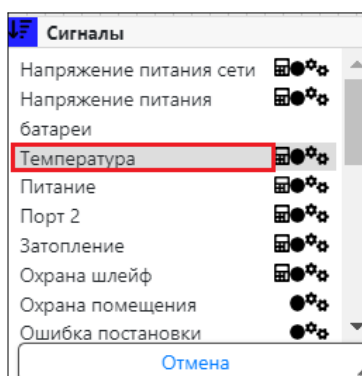 Сигналы
Напряжение питания сети
Напряжение питания
батареи
Температура
Питание
Порт 2
Затопление
Охрана шлейф
Охрана помещения
Ошибка постановки
Отмена